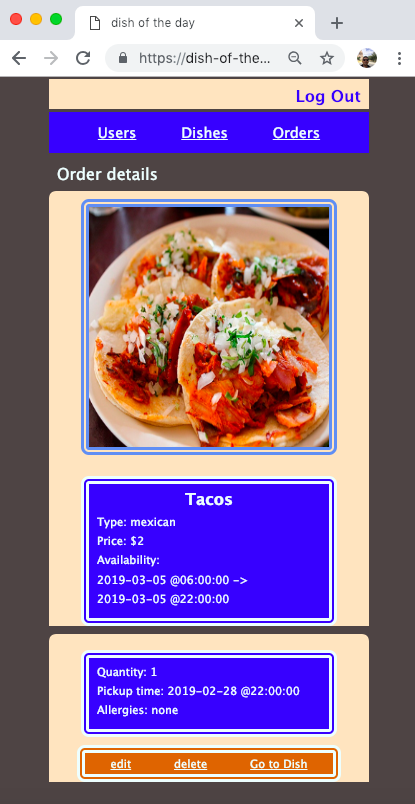 dish of the day
https://dish-of-the...
Log Out
Users Dishes Orders
Order details
Tacos
Type: mexican
Price: $2
Availability:
2019-03-05 @06:00:00 ->
2019-03-05 @22:00:00
Quantity: 1
Pickup time: 2019-02-28 @22:00:00
Allergies: none
edit delete Go to Dish